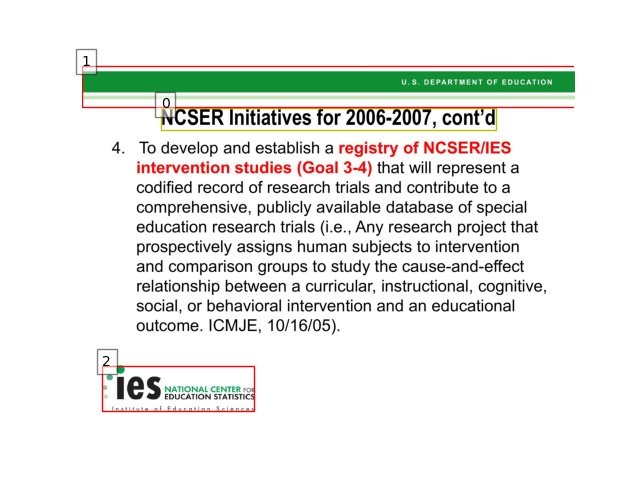 1
U.S. DEPARTMENT OF EDUCATION
0
NCSER Initiatives for 2006-2007, cont'd
4. To develop and establish a registry of NCSER/IES
intervention studies (Goal 3-4) that will represent a
codified record of research trials and contribute to a
comprehensive, publicly available database of special
education research trials (i.e., Any research project that
prospectively assigns human subjects to intervention
and comparison groups to study the cause-and-effect
relationship between a curricular, instructional, cognitive,
social, or behavioral intervention and an educational
outcome. ICMJE, 10/16/05).
2
ies NATIONAL CENTER FOR
EDUCATION STATISTICS
Institute of Education Sciences